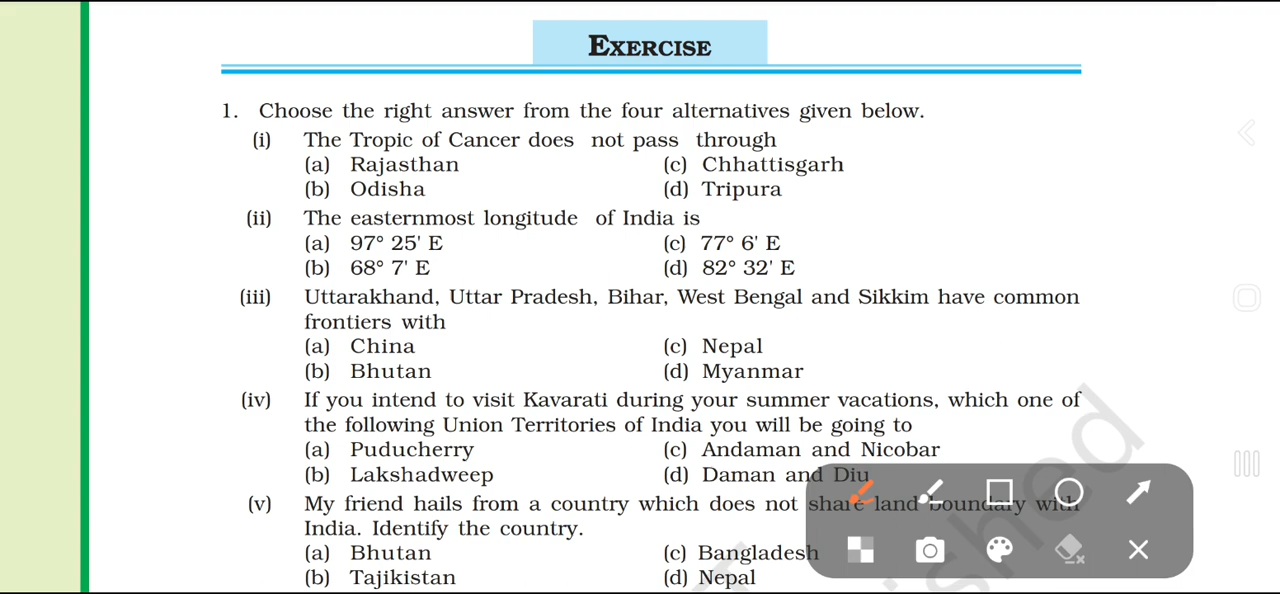 EXERCISE
1. Choose the right answer from the four alternatives given below.
(i) The Tropic of Cancer does not pass through
(a) Rajasthan (c) Chhattisgarh
(b) Odisha (d) Tripura
(ii) The easternmost longitude of India is
(a) 97° 25' E (c) 77° 6' E
(b) 68° 7' E (d) 82° 32' E
(iii) Uttarakhand, Uttar Pradesh, Bihar, West Bengal and Sikkim have common
frontiers with
(a) China (c) Nepal
(b) Bhutan (d) Myanmar
(iv) If you intend to visit Kavarati during your summer vacations, which one of
the following Union Territories of India you will be going to
(a) Puducherry (c) Andaman and Nicobar
(b) Lakshadweep (d) Daman and Diu
(v) My friend hails from a country which does not share land boundary with
India. Identify the country.
(a) Bhutan (c) Bangladesh
(b) Tajikistan (d) Nepal